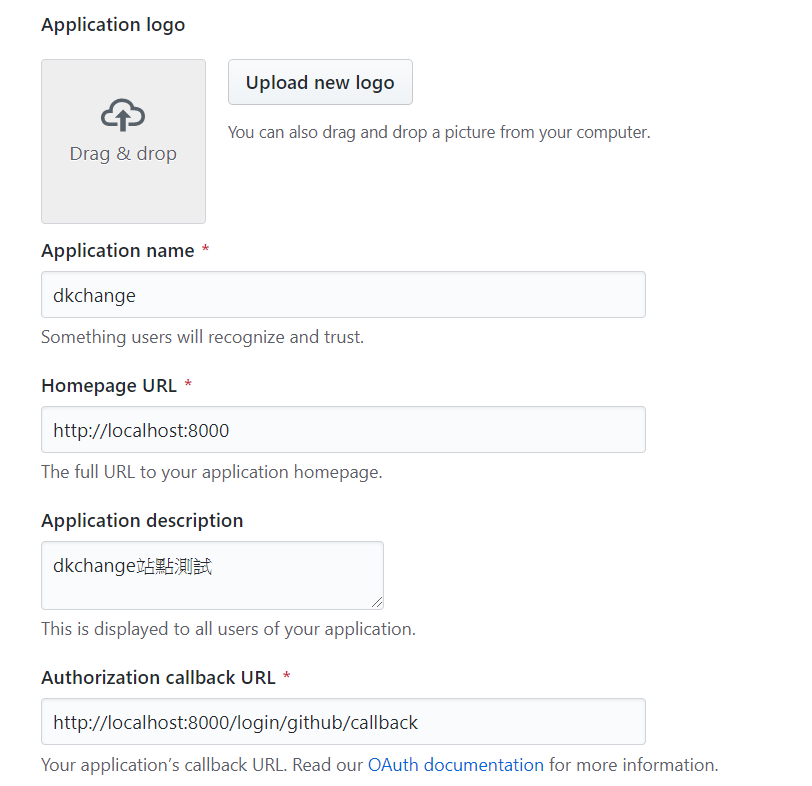 Application logo
Upload new logo
Drag & drop
You can also drag and drop a picture from your computer.
Application name *
dkchange
Something users will recognize and trust.
Homepage URL *
http://localhost:8000
The full URL to your application homepage.
Application description
dkchange站點測試
This is displayed to all users of your application.
Authorization callback URL *
http://localhost:8000/login/github/callback
Your application’s callback URL. Read our OAuth documentation for more information.